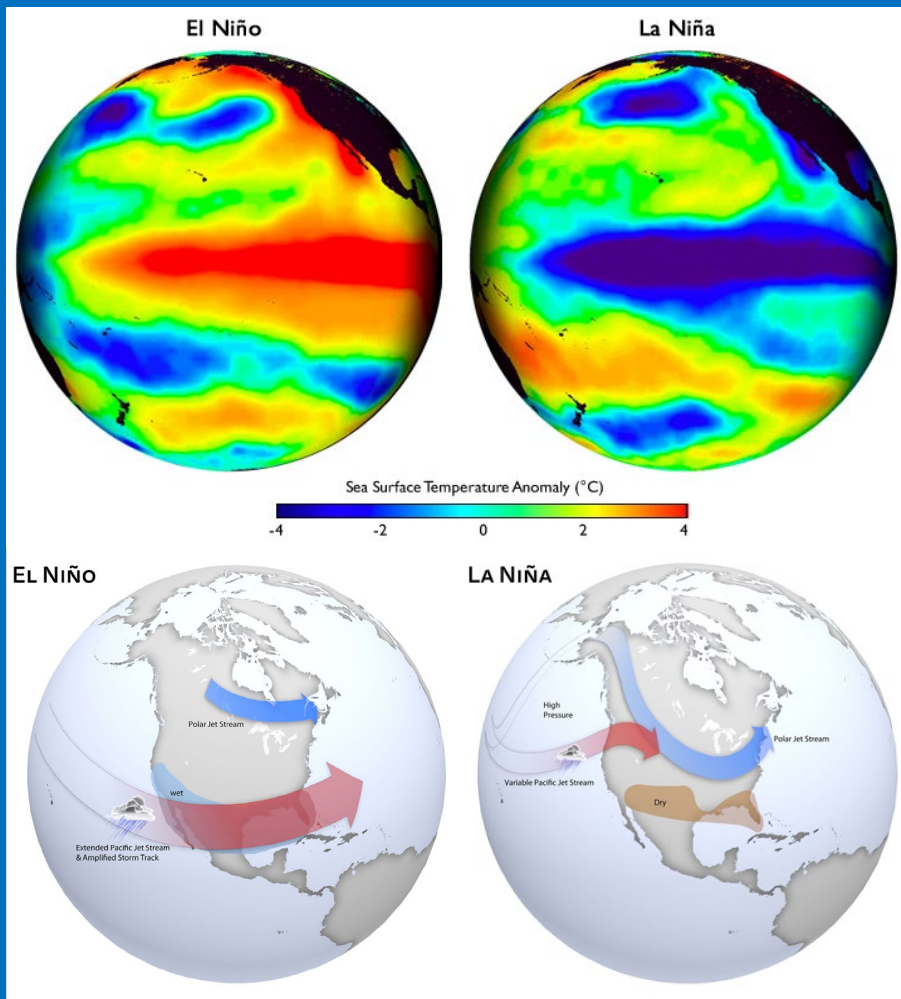 El Niño
La Niña
Sea Surface Temperature Anomaly (°C)
-4 -2 0 2 4
EL NIÑO
LA NIÑA
Polar Jet Stream
wet
Extended Pacific Jet Stream
& Amplified Storm Track
High
Pressure
Polar Jet Stream
Variable Pacific Jet Stream
Dry